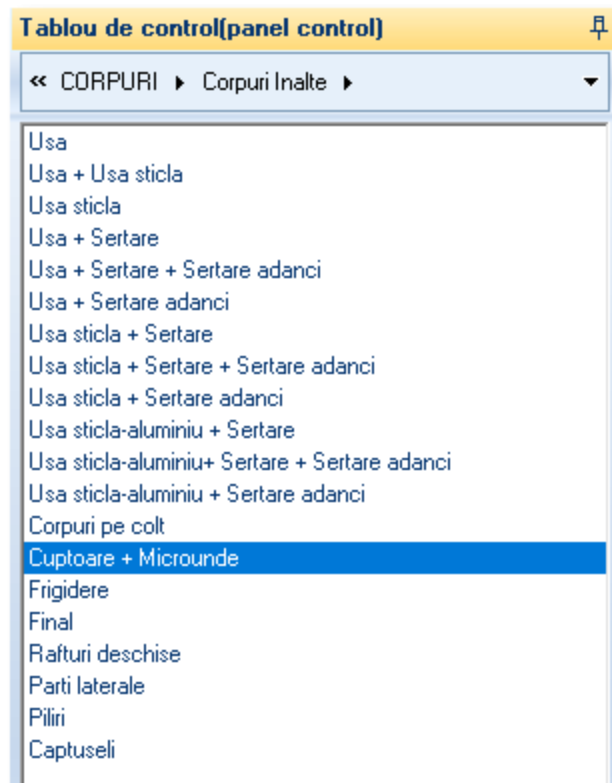 Tablou de control(panel control)
« CORPURI ▸ Corpuri Inalte ▸
Usa
Usa + Usa sticla
Usa sticla
Usa + Sertare
Usa + Sertare + Sertare adanci
Usa + Sertare adanci
Usa sticla + Sertare
Usa sticla + Sertare + Sertare adanci
Usa sticla + Sertare adanci
Usa sticla-aluminiu + Sertare
Usa sticla-aluminiu+ Sertare + Sertare adanci
Usa sticla-aluminiu + Sertare adanci
Corpuri pe colt
Cuptoare + Microunde
Frigidere
Final
Rafturi deschise
Parti laterale
Piliri
Captuseli